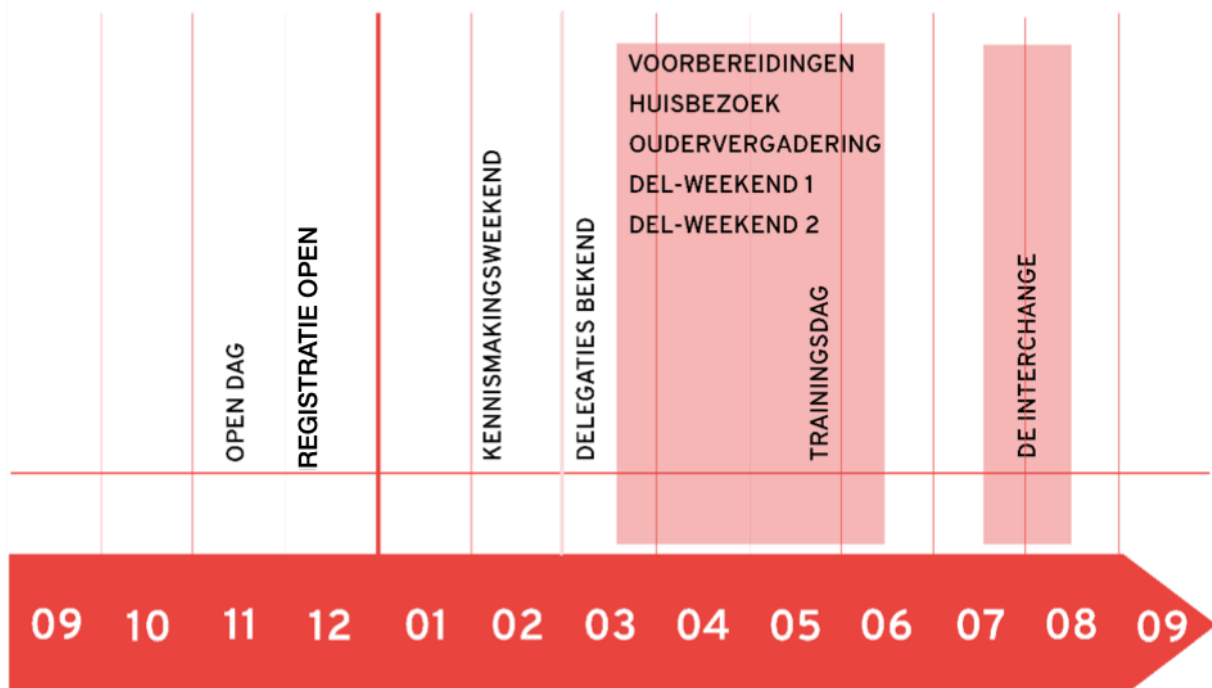 VOORBEREIDINGEN
HUISBEZOEK
OUDERVERGADERING
DEL-WEEKEND 1
DEL-WEEKEND 2
OPEN DAG
REGISTRATIE OPEN
KENNISMAKINGSWEEKEND
DELEGATIES BEKEND
TRAININGSDAG
DE INTERCHANGE
09 10 11 12 01 02 03 04 05 06 07 08 09